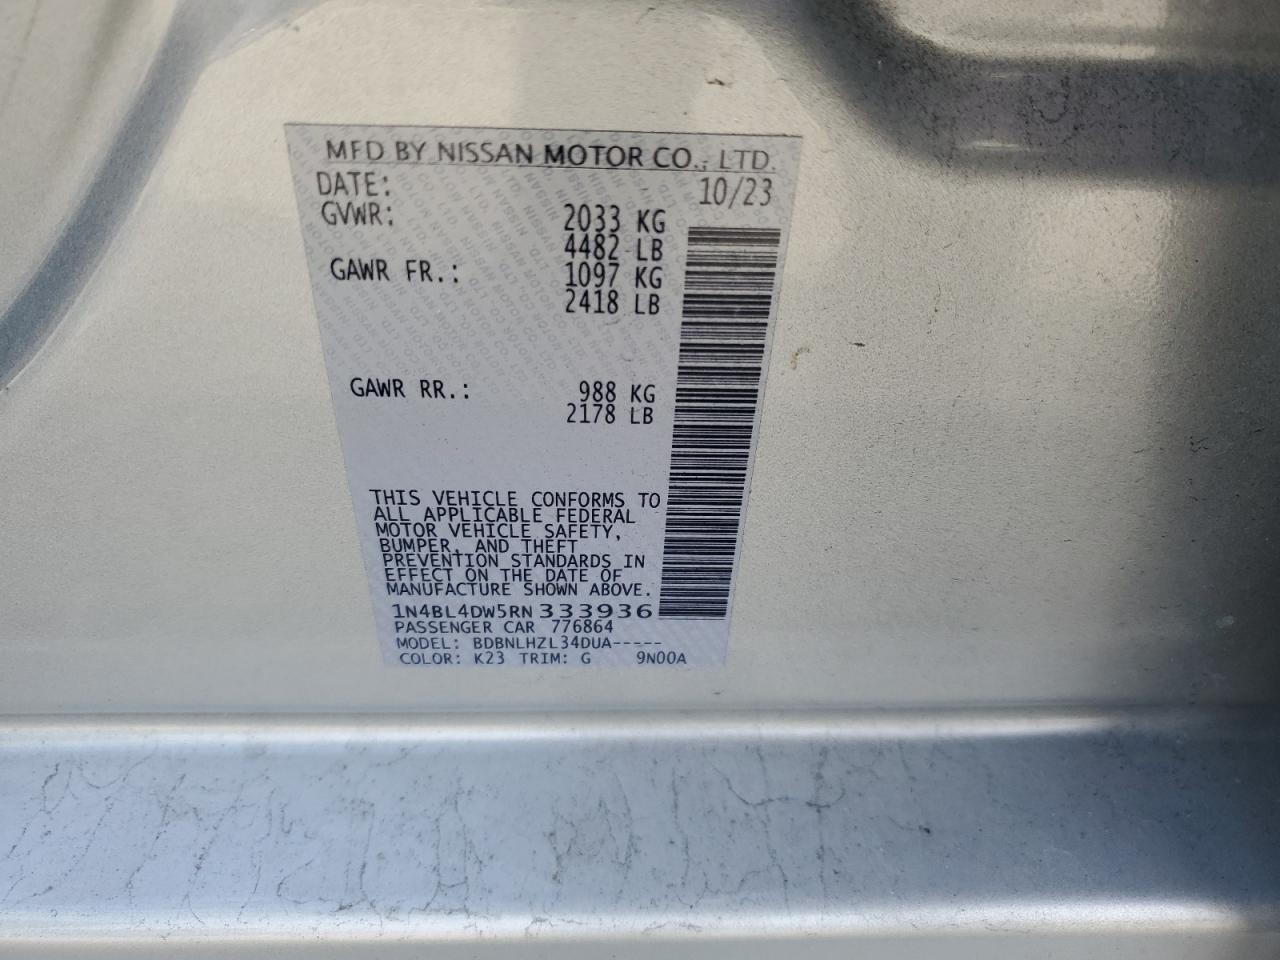 MFD BY NISSAN MOTOR CO., LTD.
DATE: 10/23
GVWR: 2033 KG
4482 LB
GAWR FR.: 1097 KG
2418 LB
GAWR RR.: 988 KG
2178 LB
THIS VEHICLE CONFORMS TO
ALL APPLICABLE FEDERAL
MOTOR VEHICLE SAFETY,
BUMPER, AND THEFT
PREVENTION STANDARDS IN
EFFECT ON THE DATE OF
MANUFACTURE SHOWN ABOVE.
1N4BL4DW5RN333936
PASSENGER CAR 776864
MODEL: BDBNLHZL34DUA-----
COLOR: K23 TRIM: G 9N00A